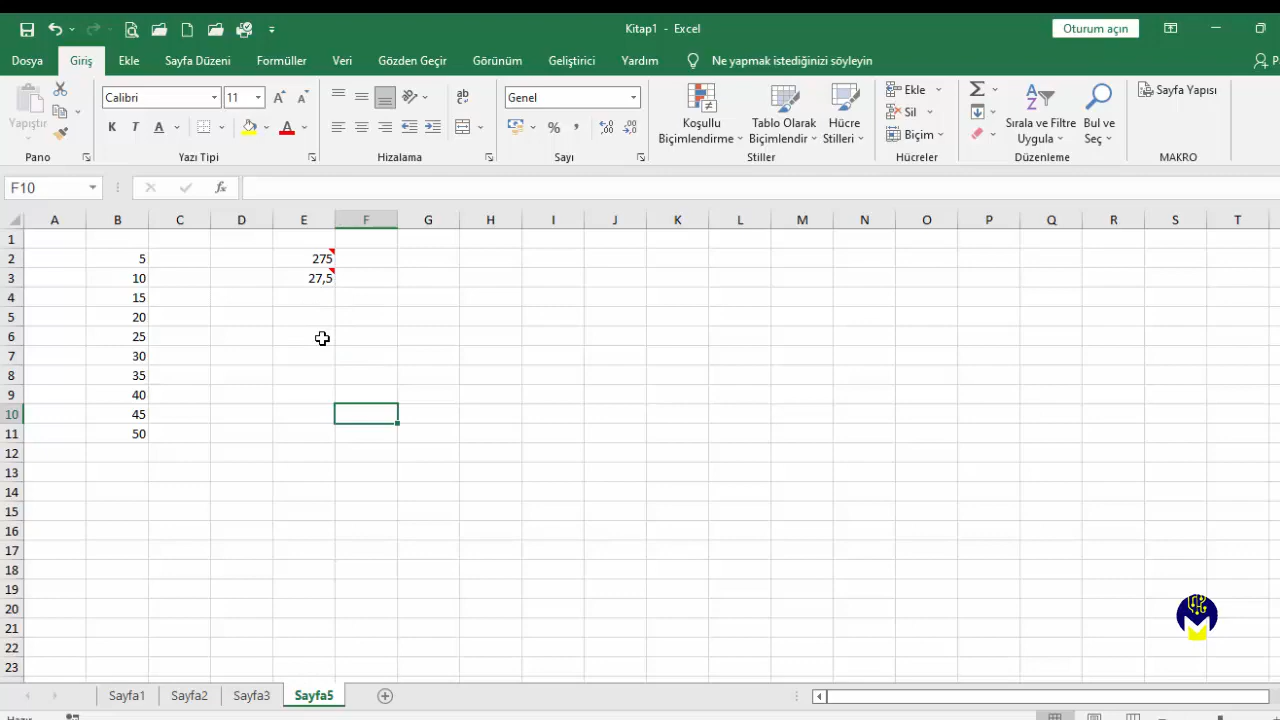 Kitap1 - Excel
Oturum açın
Dosya Giriş Ekle Sayfa Düzeni Formüller Veri Gözden Geçir Görünüm Geliştirici Yardım Ne yapmak istediğinizi söyleyin
Yapıştır
Pano
Calibri 11
K T A
A
Yazı Tipi
ab
Hizalama
Genel
%
Sayı
Koşullu
Biçimlendirme
Tablo Olarak
Biçimlendir
Hücre
Stilleri
Stiller
Ekle
Sil
Biçim
Hücreler
Sırala ve Filtre
Uygula
Bul ve
Seç
Düzenleme
Sayfa Yapısı
MAKRO
F10 fx
A B C D E F G H I J K L M N O P Q R S T
1
2 5 275
3 10 27,5
4 15
5 20
6 25
7 30
8 35
9 40
10 45
11 50
12
13
14
15
16
17
18
19
20
21
22
23
Sayfa1 Sayfa2 Sayfa3 Sayfa5